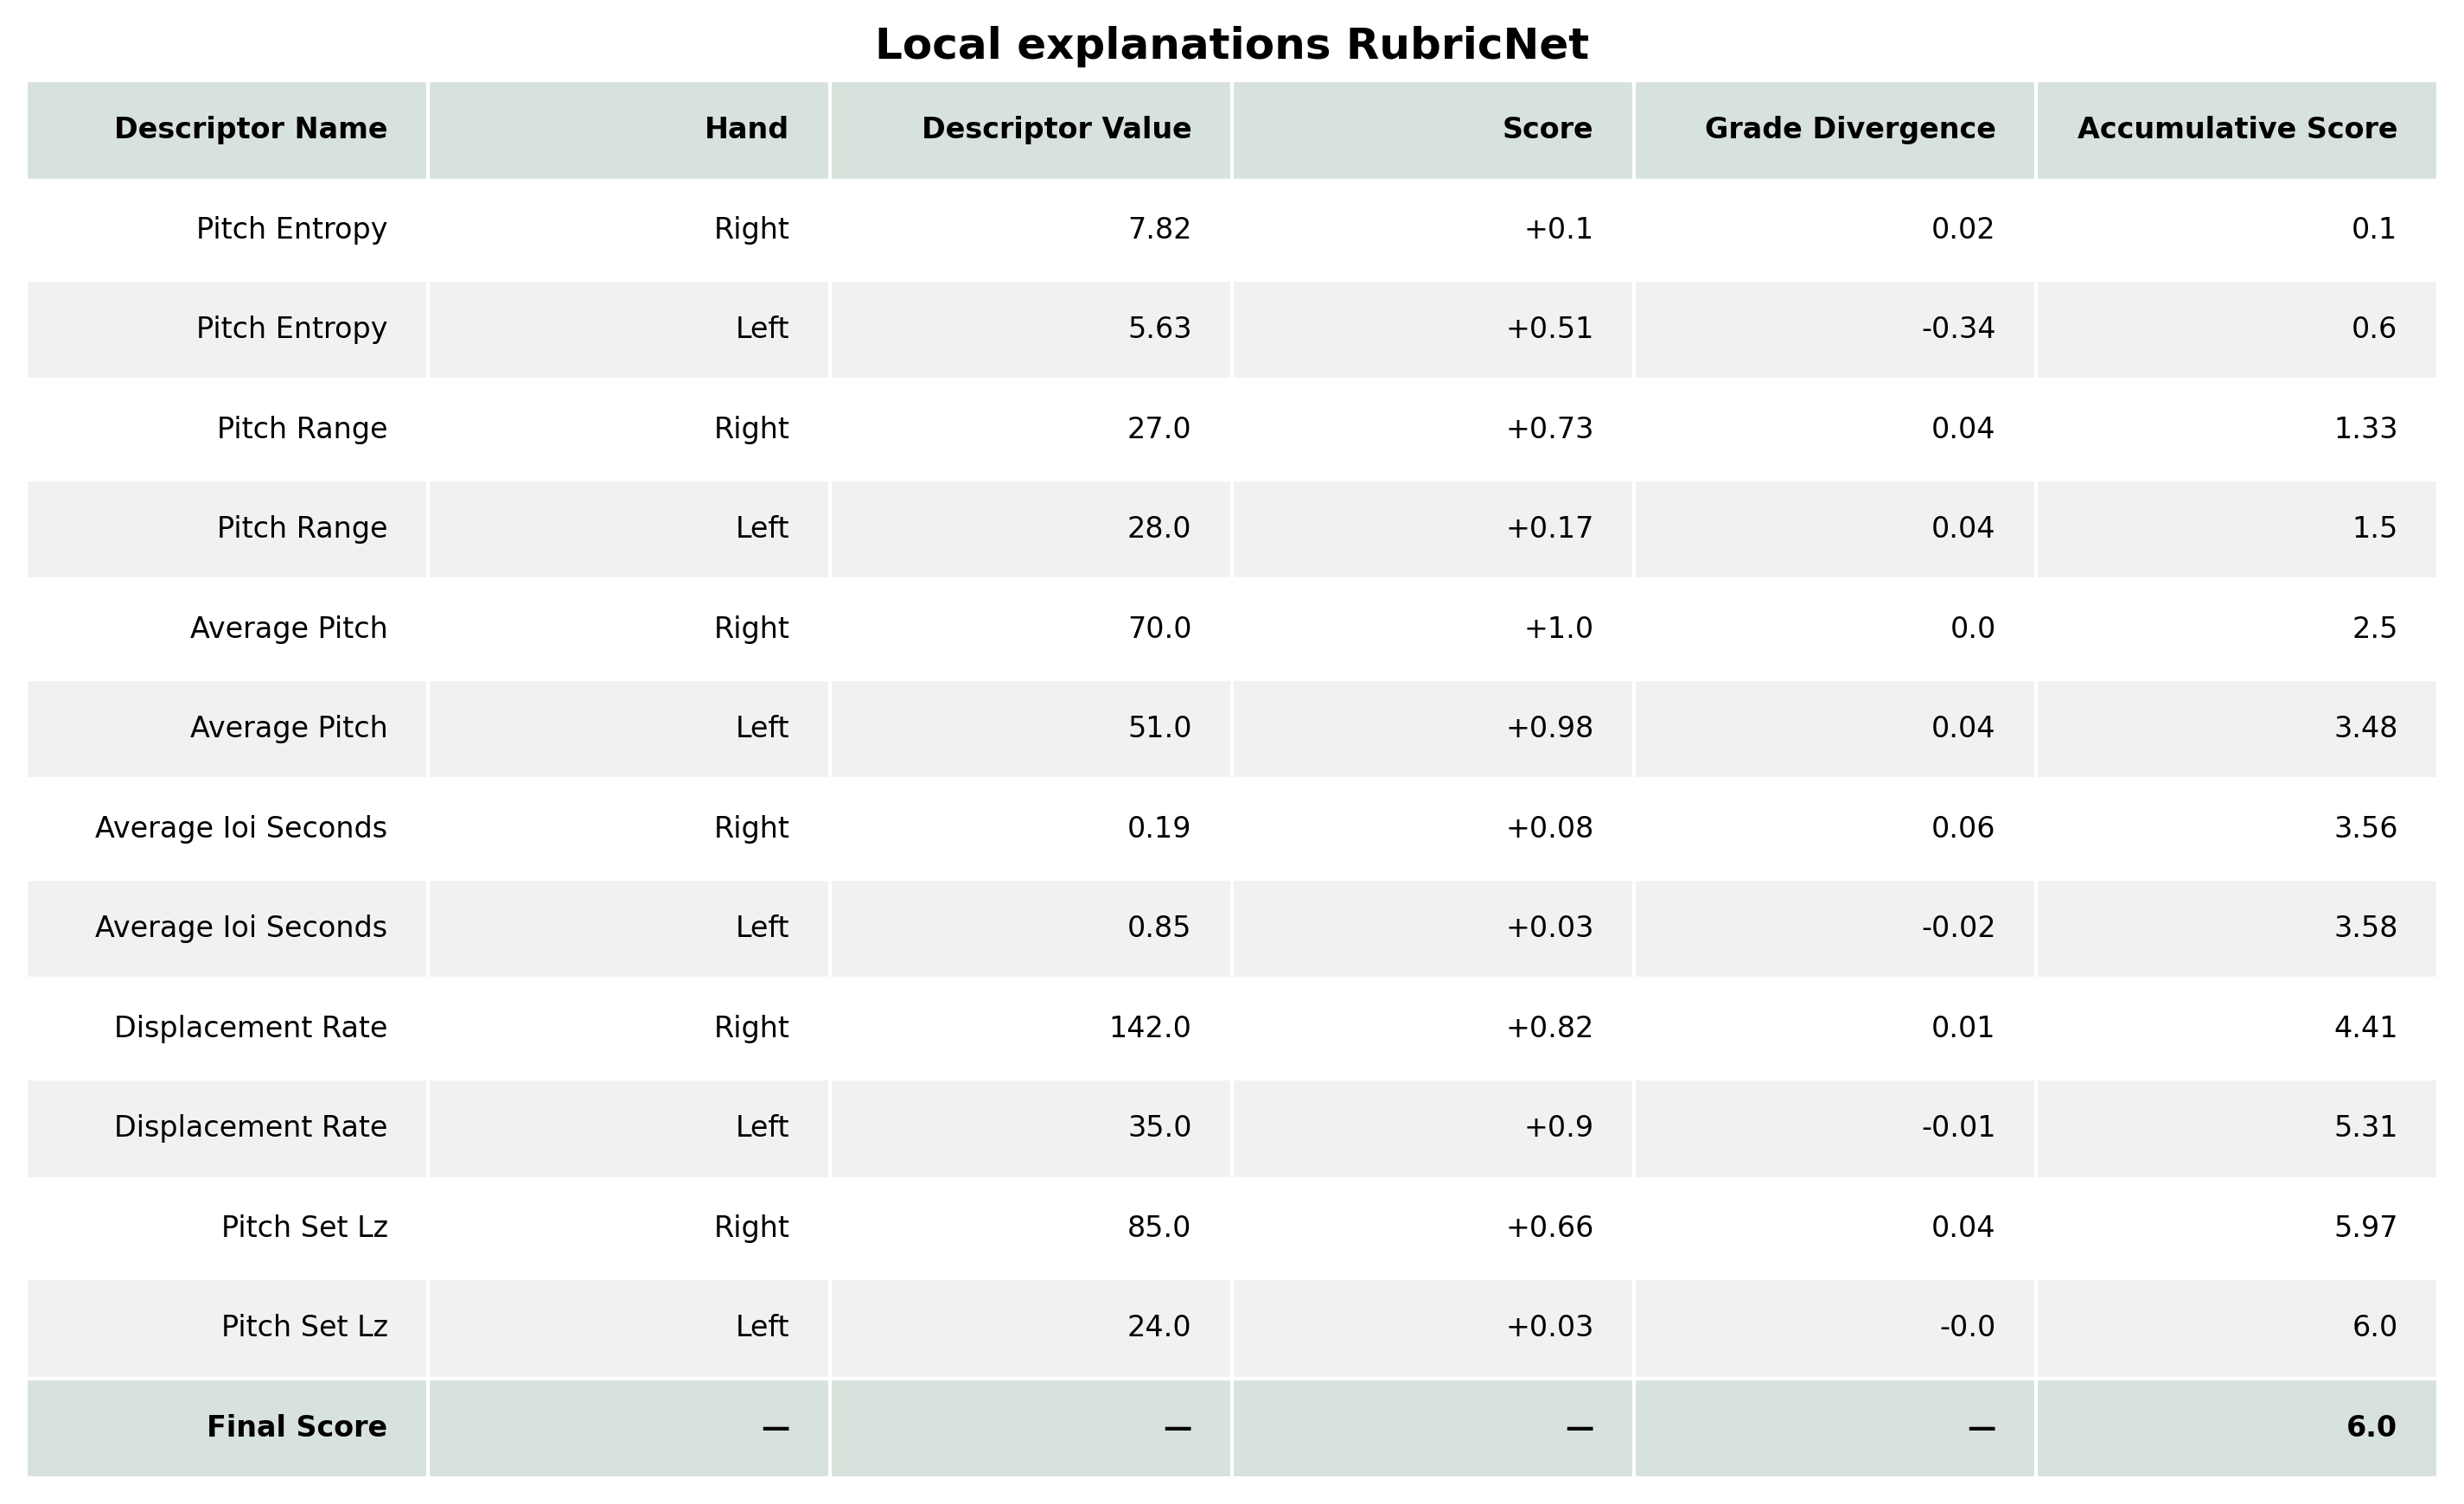 Local explanations RubricNet
Descriptor Name Hand Descriptor Value Score Grade Divergence Accumulative Score
Pitch Entropy Right 7.82 +0.1 0.02 0.1
Pitch Entropy Left 5.63 +0.51 -0.34 0.6
Pitch Range Right 27.0 +0.73 0.04 1.33
Pitch Range Left 28.0 +0.17 0.04 1.5
Average Pitch Right 70.0 +1.0 0.0 2.5
Average Pitch Left 51.0 +0.98 0.04 3.48
Average Ioi Seconds Right 0.19 +0.08 0.06 3.56
Average Ioi Seconds Left 0.85 +0.03 -0.02 3.58
Displacement Rate Right 142.0 +0.82 0.01 4.41
Displacement Rate Left 35.0 +0.9 -0.01 5.31
Pitch Set Lz Right 85.0 +0.66 0.04 5.97
Pitch Set Lz Left 24.0 +0.03 -0.0 6.0
Final Score — — — — 6.0